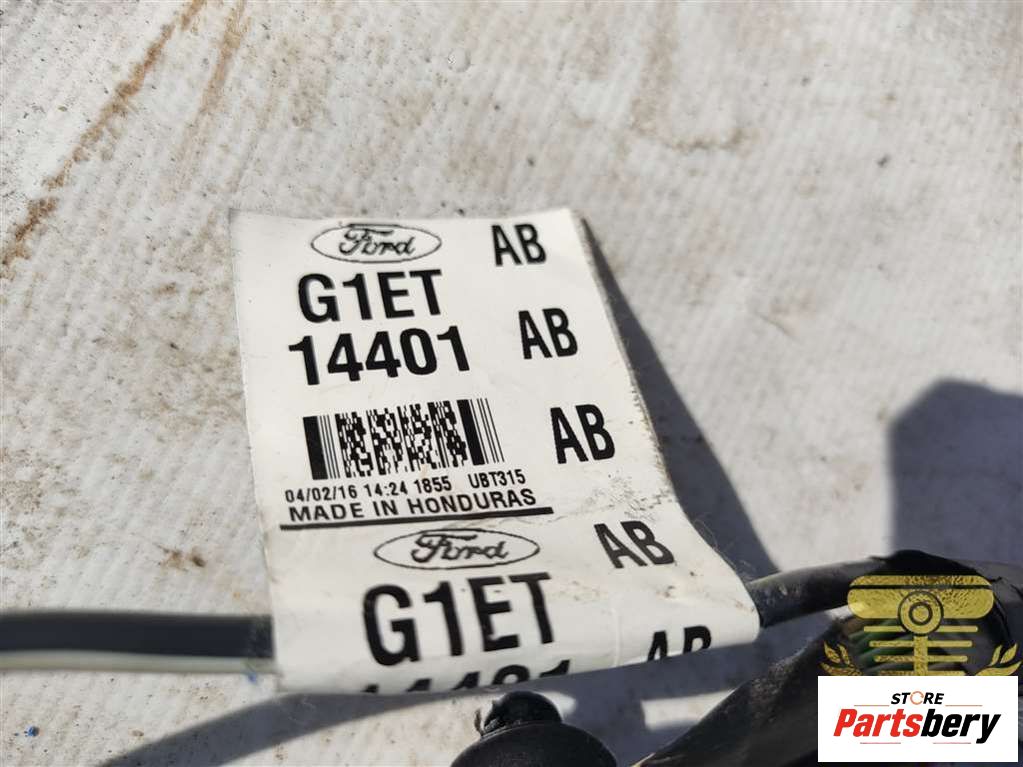 Ford AB
G1ET
14401 AB
AB
04/02/16 14:24 1855 UBT315
MADE IN HONDURAS
Ford AB
G1ET
14401 AB
STORE
Partsbery